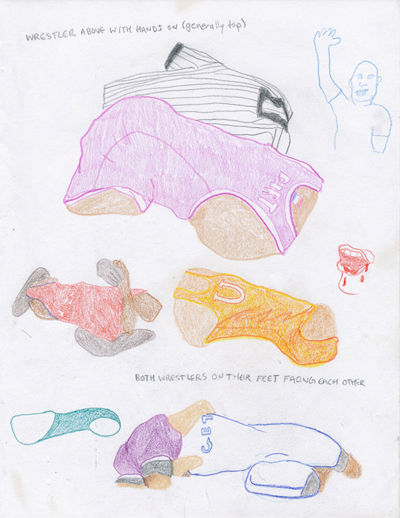 WRESTLER ABOVE WITH HANDS ON (generally top)
U
BOTH WRESTLERS ON THEIR FEET FACING EACH OTHER